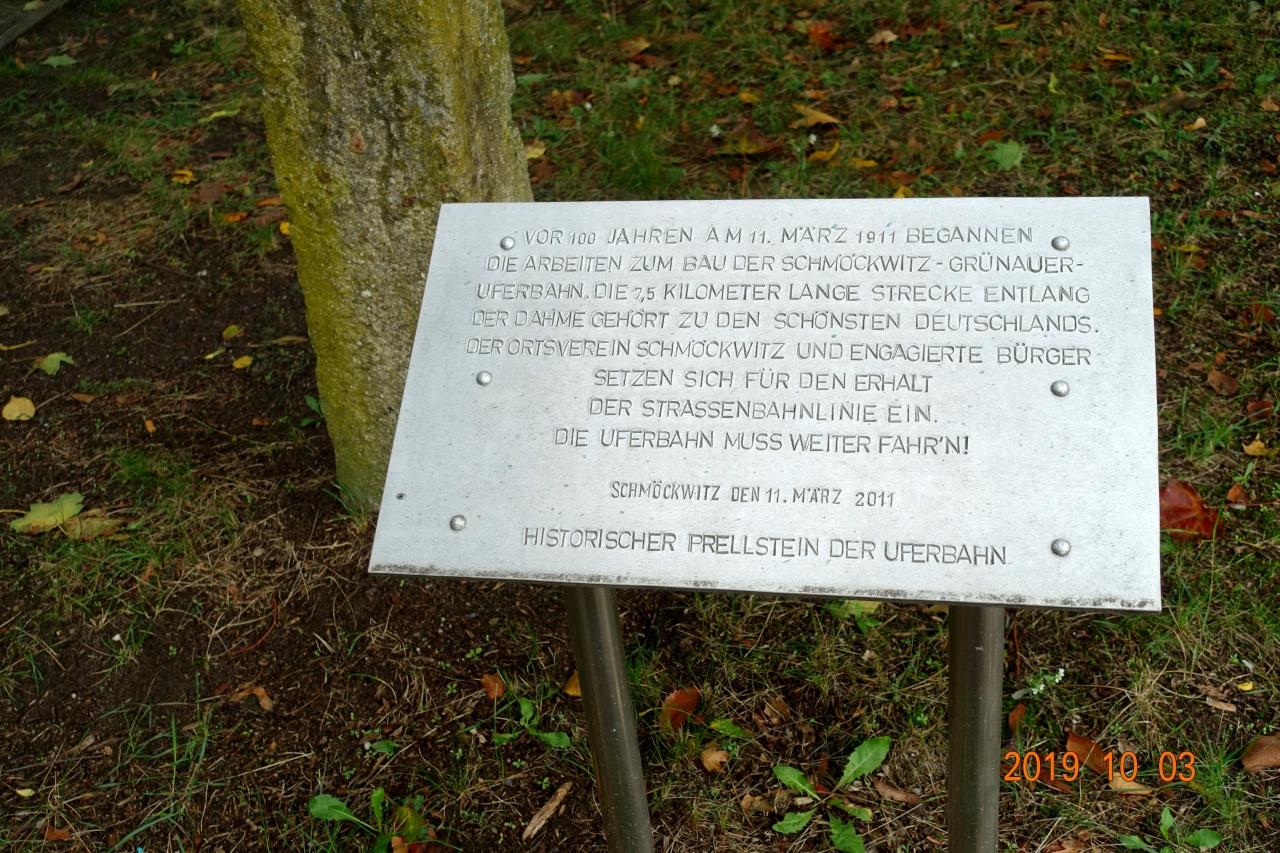 VOR 100 JAHREN AM 11. MÄRZ 1911 BEGANNEN
DIE ARBEITEN ZUM BAU DER SCHMÖCKWITZ-GRÜNAUER-
UFERBAHN. DIE 7,5 KILOMETER LANGE STRECKE ENTLANG
DER DAHME GEHÖRT ZU DEN SCHÖNSTEN DEUTSCHLANDS.
DER ORTSVEREIN SCHMÖCKWITZ UND ENGAGIERTE BÜRGER
SETZEN SICH FÜR DEN ERHALT
DER STRASSENBAHNLINIE EIN.
DIE UFERBAHN MUSS WEITER FAHR'N!
SCHMÖCKWITZ DEN 11. MÄRZ 2011
HISTORISCHER PRELLSTEIN DER UFERBAHN
2019 10 03